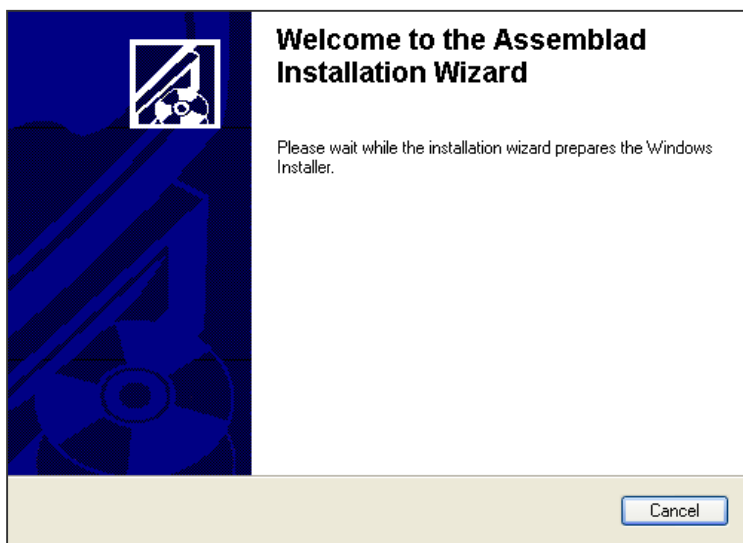 Welcome to the Assemblad
Installation Wizard
Please wait while the installation wizard prepares the Windows
Installer.
Cancel